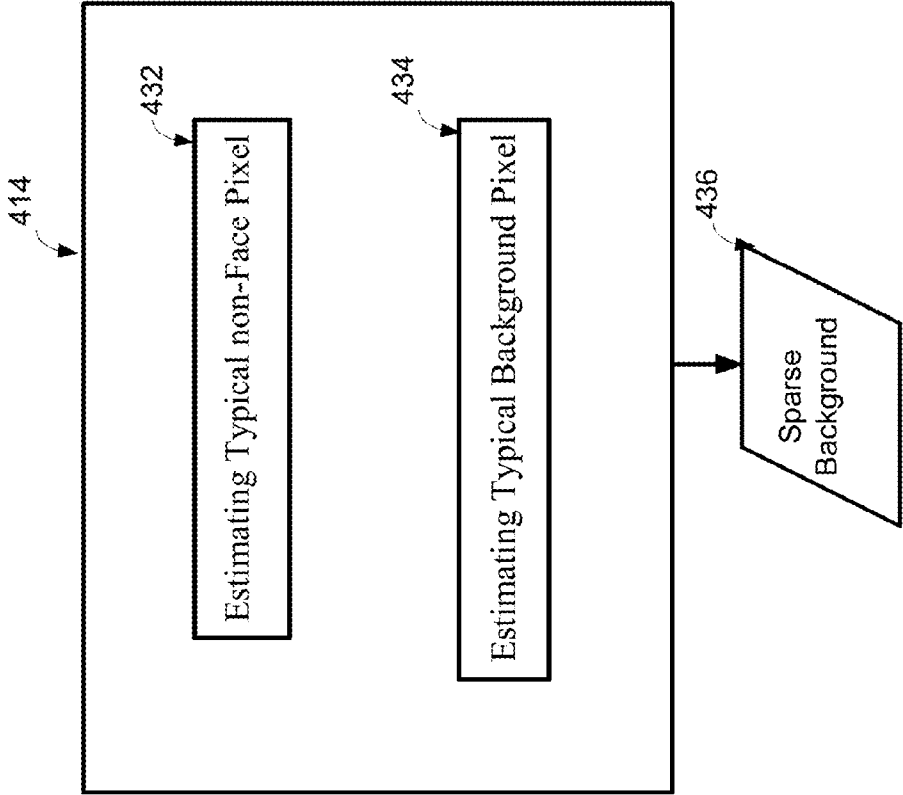 414
432
Estimating Typical non-Face Pixel
434
Estimating Typical Background Pixel
436
Sparse
Background